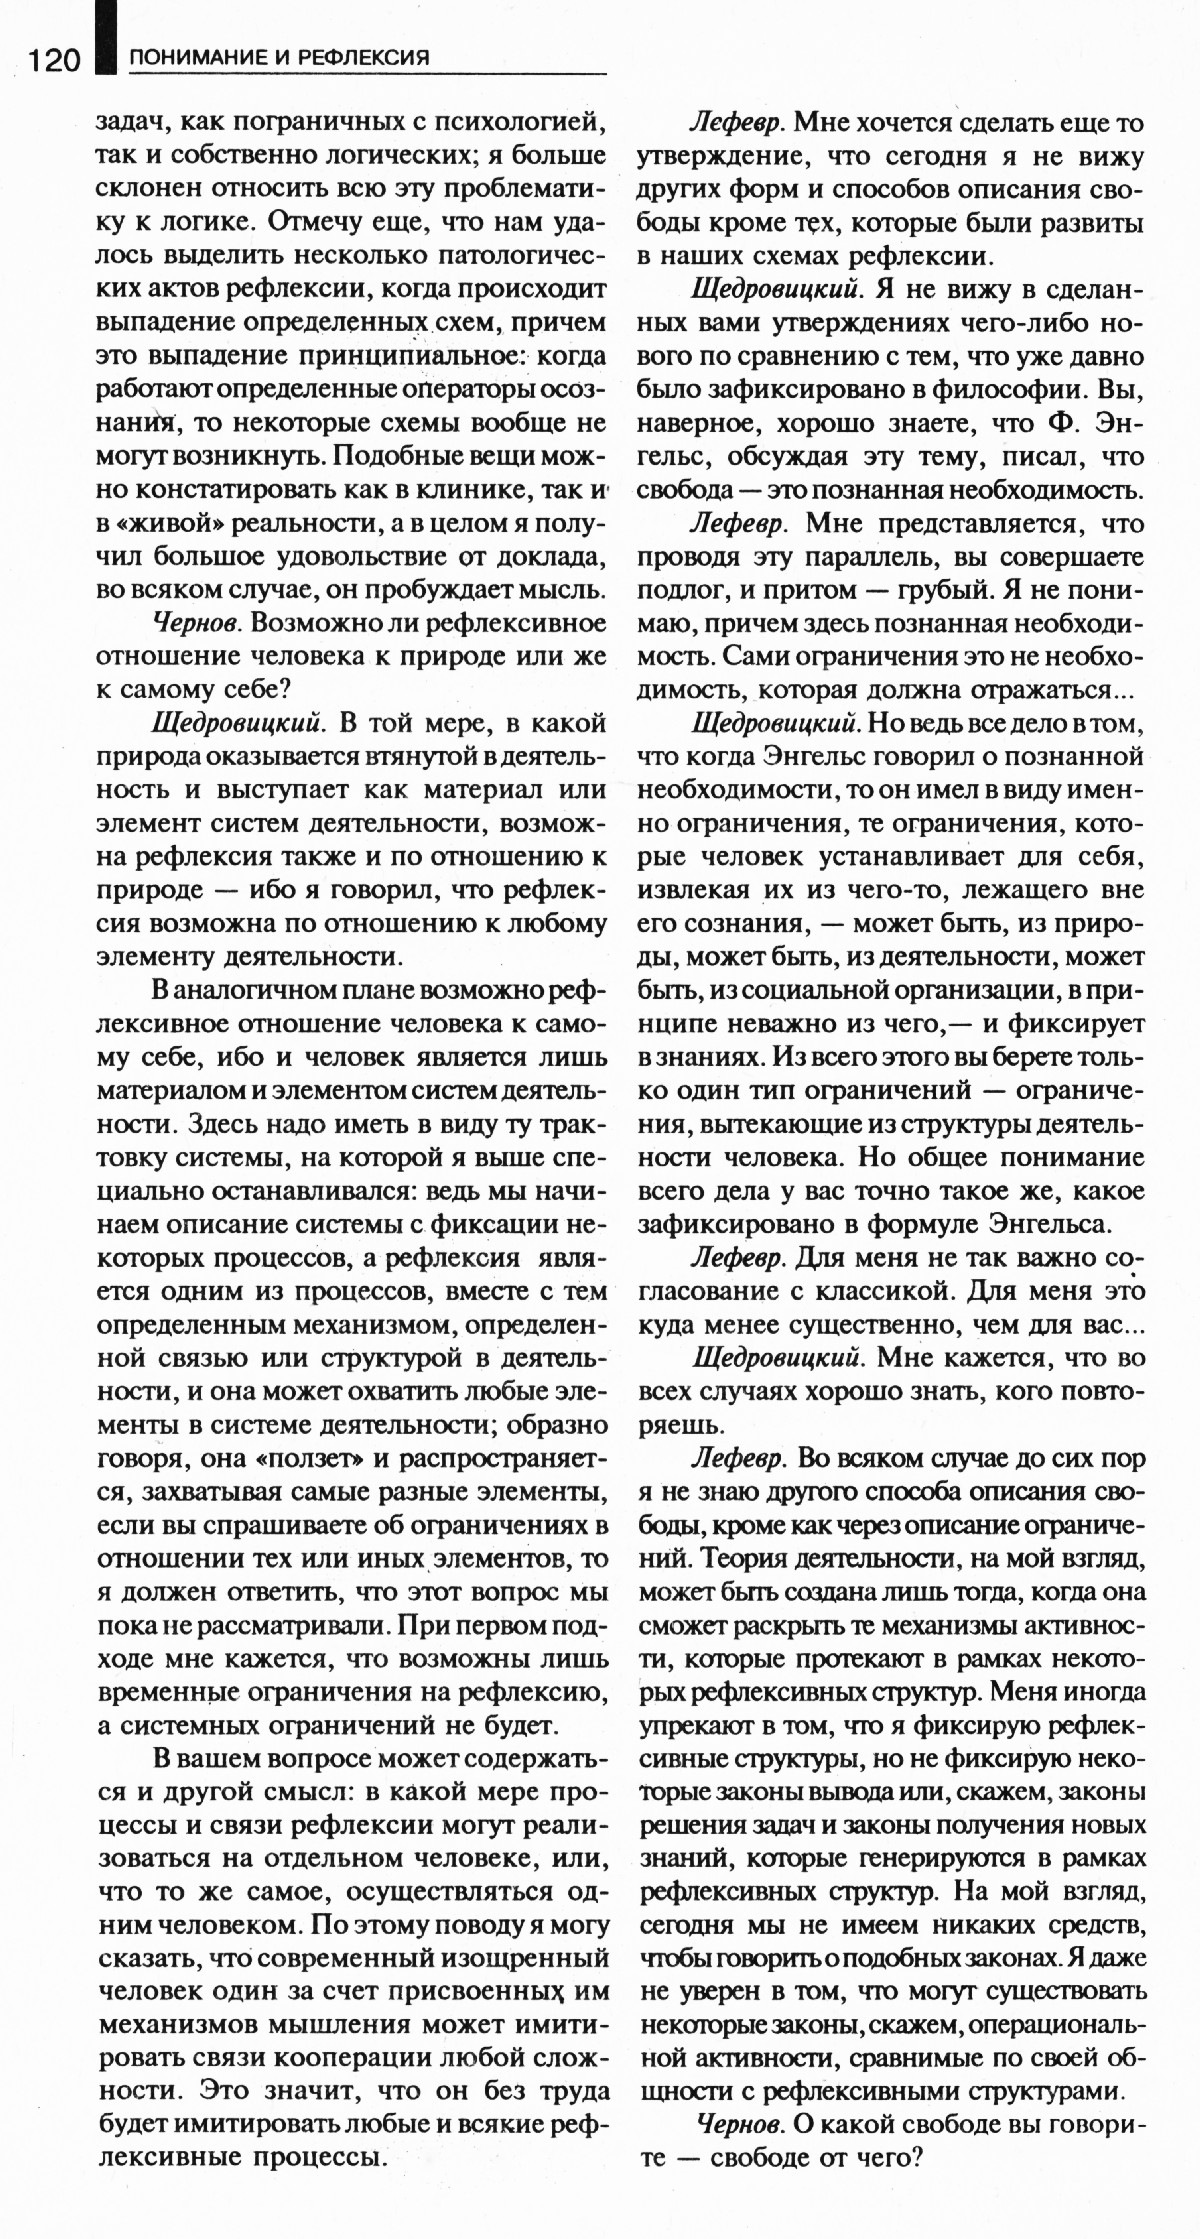 120
ПОНИМАНИЕ И РЕФЛЕКСИЯ
задач, как пограничных с психологией,
так и собственно логических; я больше
склонен относить всю эту проблемати-
ку к логике. Отмечу еще, что нам уда-
лось выделить несколько патологичес-
ких актов рефлексии, когда происходит
выпадение определенных схем, причем
это выпадение принципиальное: когда
работают определенные операторы осоз-
нания, то некоторые схемы вообще не
могут возникнуть. Подобные вещи мож-
но констатировать как в клинике, так и
в «живой» реальности, а в целом я полу-
чил большое удовольствие от доклада,
во всяком случае, он пробуждает мысль.
Чернов. Возможно ли рефлексивное
отношение человека к природе или же
к самому себе?
Щедровицкий. В той мере, в какой
природа оказывается втянутой в деятель-
ность и выступает как материал или
элемент систем деятельности, возмож-
на рефлексия также и по отношению к
природе — ибо я говорил, что рефлек-
сия возможна по отношению к любому
элементу деятельности.
В аналогичном плане возможно реф-
лексивное отношение человека к само-
му себе, ибо и человек является лишь
материалом и элементом систем деятель-
ности. Здесь надо иметь в виду ту трак-
товку системы, на которой я выше спе-
циально останавливался: ведь мы начи-
наем описание системы с фиксации не-
которых процессов, а рефлексия явля-
ется одним из процессов, вместе с тем
определенным механизмом, определен-
ной связью или структурой в деятель-
ности, и она может охватить любые эле-
менты в системе деятельности; образно
говоря, она «ползет» и распространяет-
ся, захватывая самые разные элементы,
если вы спрашиваете об ограничениях в
отношении тех или иных элементов, то
я должен ответить, что этот вопрос мы
пока не рассматривали. При первом под-
ходе мне кажется, что возможны лишь
временные ограничения на рефлексию,
а системных ограничений не будет.
В вашем вопросе может содержать-
ся и другой смысл: в какой мере про-
цессы и связи рефлексии могут реали-
зоваться на отдельном человеке, или,
что то же самое, осуществляться од-
ним человеком. По этому поводу я могу
сказать, что современный изощренный
человек один за счет присвоенных им
механизмов мышления может имити-
ровать связи кооперации любой слож-
ности. Это значит, что он без труда
будет имитировать любые и всякие реф-
лексивные процессы.
Лефевр. Мне хочется сделать еще то
утверждение, что сегодня я не вижу
других форм и способов описания сво-
боды кроме тех, которые были развиты
в наших схемах рефлексии.
Щедровицкий. Я не вижу в сделан-
ных вами утверждениях чего-либо но-
вого по сравнению с тем, что уже давно
было зафиксировано в философии. Вы,
наверное, хорошо знаете, что Ф. Эн-
гельс, обсуждая эту тему, писал, что
свобода — это познанная необходимость.
Лефевр. Мне представляется, что
проводя эту параллель, вы совершаете
подлог, и притом — грубый. Я не пони-
маю, причем здесь познанная необходи-
мость. Сами ограничения это не необхо-
димость, которая должна отражаться...
Щедровицкий. Но ведь все дело в том,
что когда Энгельс говорил о познанной
необходимости, то он имел в виду имен-
но ограничения, те ограничения, кото-
рые человек устанавливает для себя,
извлекая их из чего-то, лежащего вне
его сознания, — может быть, из приро-
ды, может быть, из деятельности, может
быть, из социальной организации, в при-
нципе неважно из чего,— и фиксирует
в знаниях. Из всего этого вы берете толь-
ко один тип ограничений — ограниче-
ния, вытекающие из структуры деятель-
ности человека. Но общее понимание
всего дела у вас точно такое же, какое
зафиксировано в формуле Энгельса.
Лефевр. Для меня не так важно со-
гласование с классикой. Для меня это
куда менее существенно, чем для вас...
Щедровицкий. Мне кажется, что во
всех случаях хорошо знать, кого повто-
ряешь.
Лефевр. Во всяком случае до сих пор
я не знаю другого способа описания сво-
боды, кроме как через описание ограниче-
ний. Теория деятельности, на мой взгляд,
может быть создана лишь тогда, когда она
сможет раскрыть те механизмы активнос-
ти, которые протекают в рамках некото-
рых рефлексивных структур. Меня иногда
упрекают в том, что я фиксирую рефлек-
сивные структуры, но не фиксирую неко-
торые законы вывода или, скажем, законы
решения задач и законы получения новых
знаний, которые генерируются в рамках
рефлексивных структур. На мой взгляд,
сегодня мы не имеем никаких средств,
чтобы говорить о подобных законах. Я даже
не уверен в том, что могут существовать
некоторые законы, скажем, операциональ-
ной активности, сравнимые по своей об-
щности с рефлексивными структурами.
Чернов. О какой свободе вы говори-
те — свободе от чего?